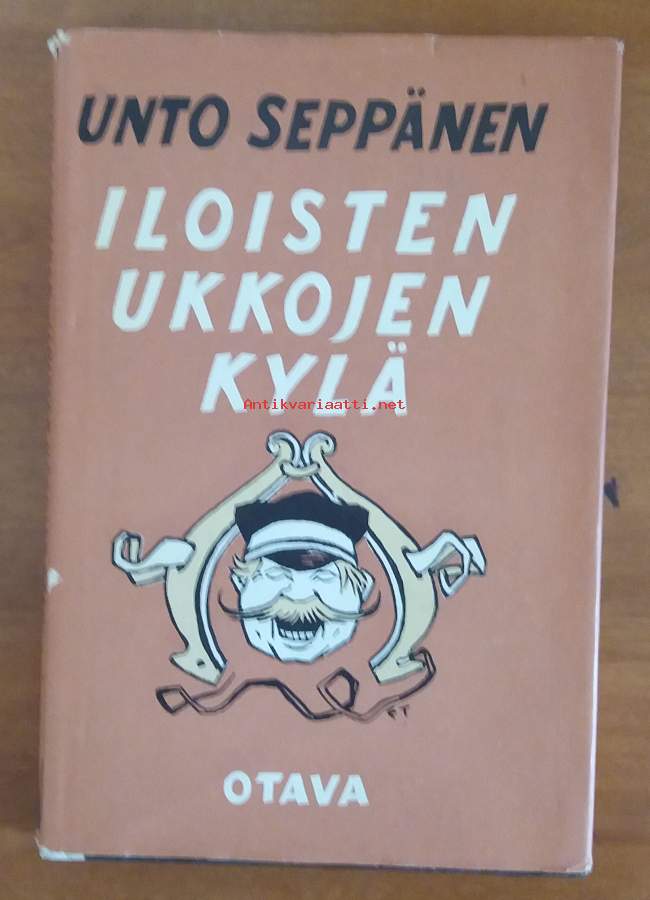 UNTO SEPPÄNEN
ILOISTEN
UKKOJEN
KYLÄ
Antikvariaatti.net
OTAVA